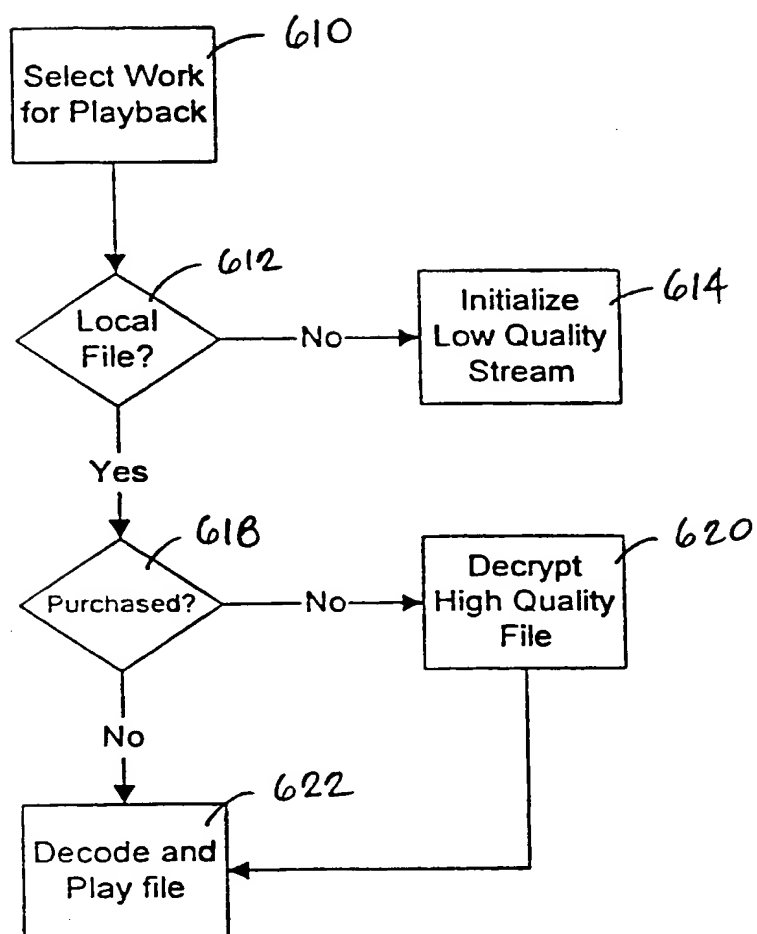 610
Select Work
for Playback
612
Local
File?
No
614
Initialize
Low Quality
Stream
Yes
618
Purchased?
No
620
Decrypt
High Quality
File
No
622
Decode and
Play file